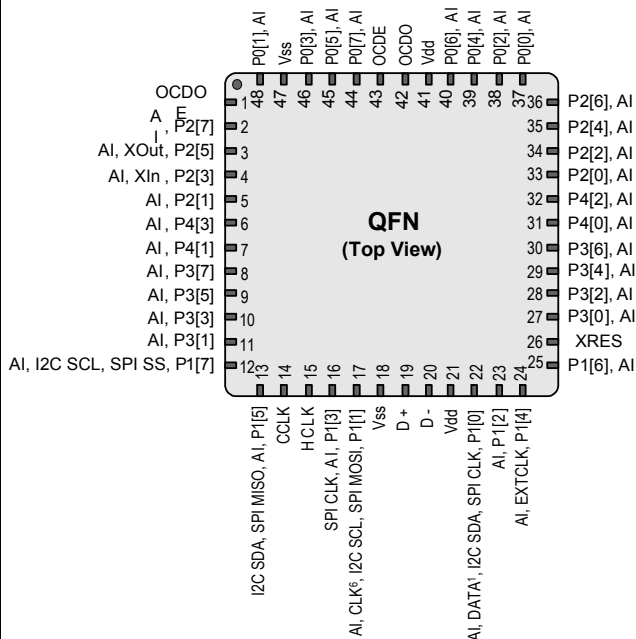 P0[1], AI
Vss
P0[3], AI
P0[5], AI
P0[7], AI
OCDE
OCDO
Vdd
P0[6], AI
P0[4], AI
P0[2], AI
P0[0], AI
48
47
46
45
44
43
42
41
40
39
38
37
OCDO
E
1
A
I
, P2[7]
2
AI, XOut, P2[5]
3
AI, XIn , P2[3]
4
AI, P2[1]
5
AI, P4[3]
6
AI, P4[1]
7
AI, P3[7]
8
AI, P3[5]
9
AI, P3[3]
10
AI, P3[1]
11
AI, I2C SCL, SPI SS, P1[7]
12
QFN
(Top View)
36 P2[6], AI
35 P2[4], AI
34 P2[2], AI
33 P2[0], AI
32 P4[2], AI
31 P4[0], AI
30 P3[6], AI
29 P3[4], AI
28 P3[2], AI
27 P3[0], AI
26 XRES
25 P1[6], AI
13
14
15
16
17
18
19
20
21
22
23
24
I2C SDA, SPI MISO, AI, P1[5]
CCLK
HCLK
SPI CLK, AI, P1[3]
AI, CLK⁶, I2C SCL, SPI MOSI, P1[1]
Vss
D +
D -
Vdd
AI, DATA¹, I2C SDA, SPI CLK, P1[0]
AI, P1[2]
AI, EXTCLK, P1[4]